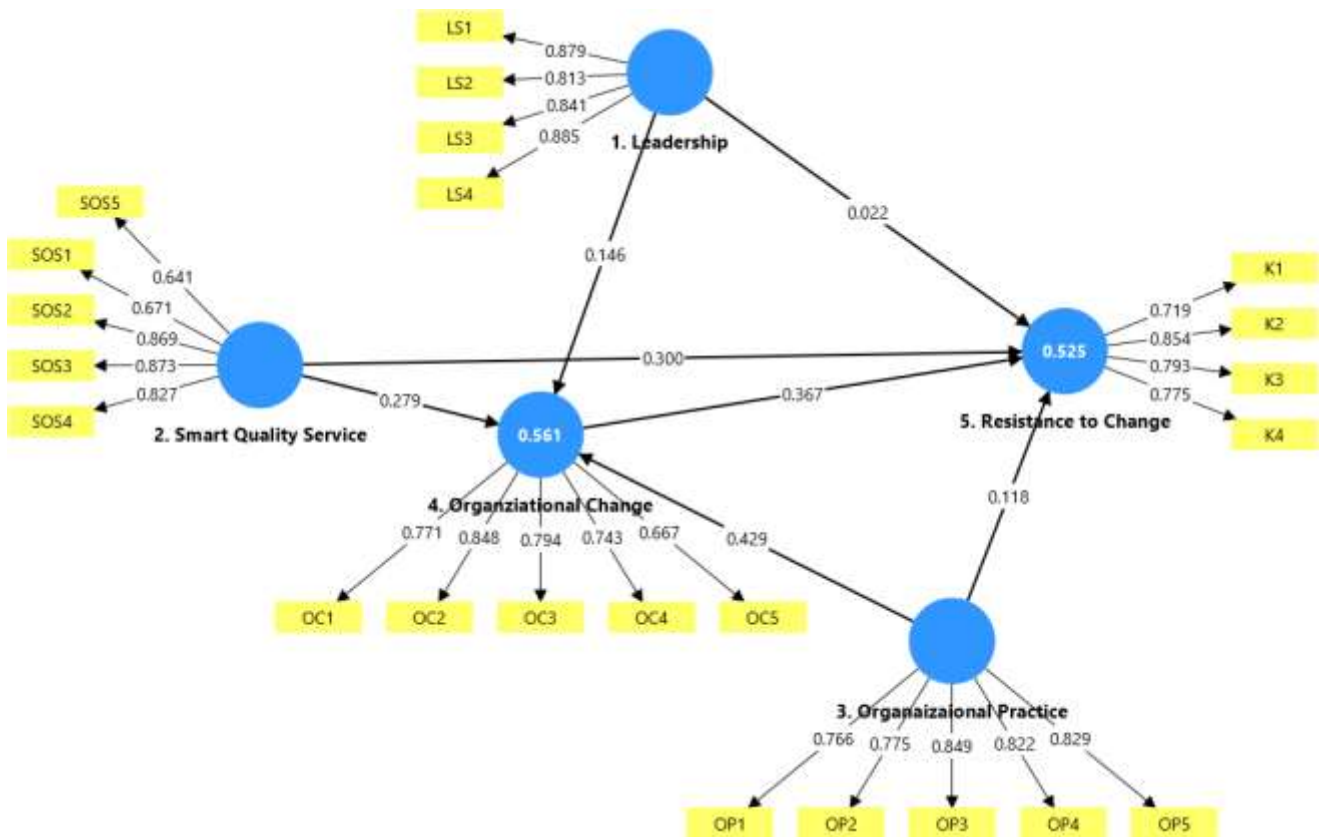 LS1
0.879
LS2
0.813
LS3
0.841
0.885
LS4
1. Leadership
SOS5
0.641
SOS1
0.671
SOS2
0.869
SOS3
0.873
SOS4
0.827
2. Smart Quality Service
0.146
0.022
0.300
0.279
0.367
0.561
4. Organziational Change
0.771
0.848
0.794
0.743
0.667
OC1
OC2
OC3
OC4
OC5
0.525
5. Resistance to Change
K1
0.719
K2
0.854
K3
0.793
0.775
K4
0.118
0.429
3. Organaizaional Practice
0.766
0.775
0.849
0.822
0.829
OP1
OP2
OP3
OP4
OP5